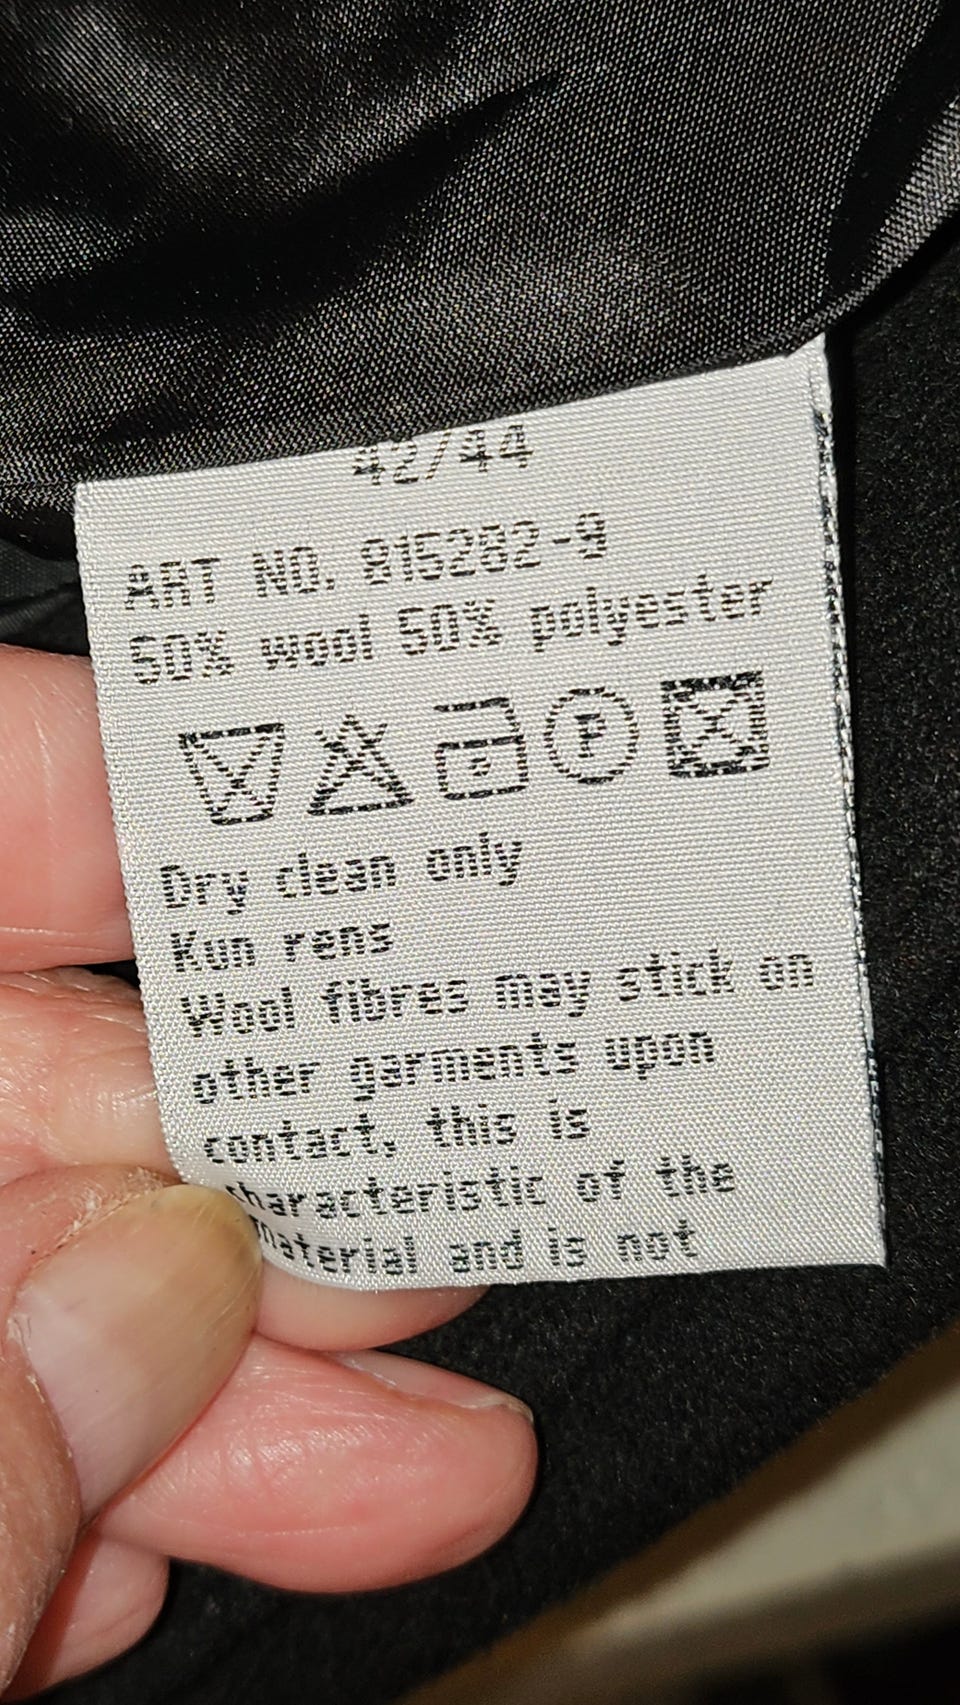 42/44
ART NO. 815282-9
50% wool 50% polyester
P
Dry clean only
Kun rens
Wool fibres may stick on
other garments upon
contact, this is
characteristic of the
material and is not